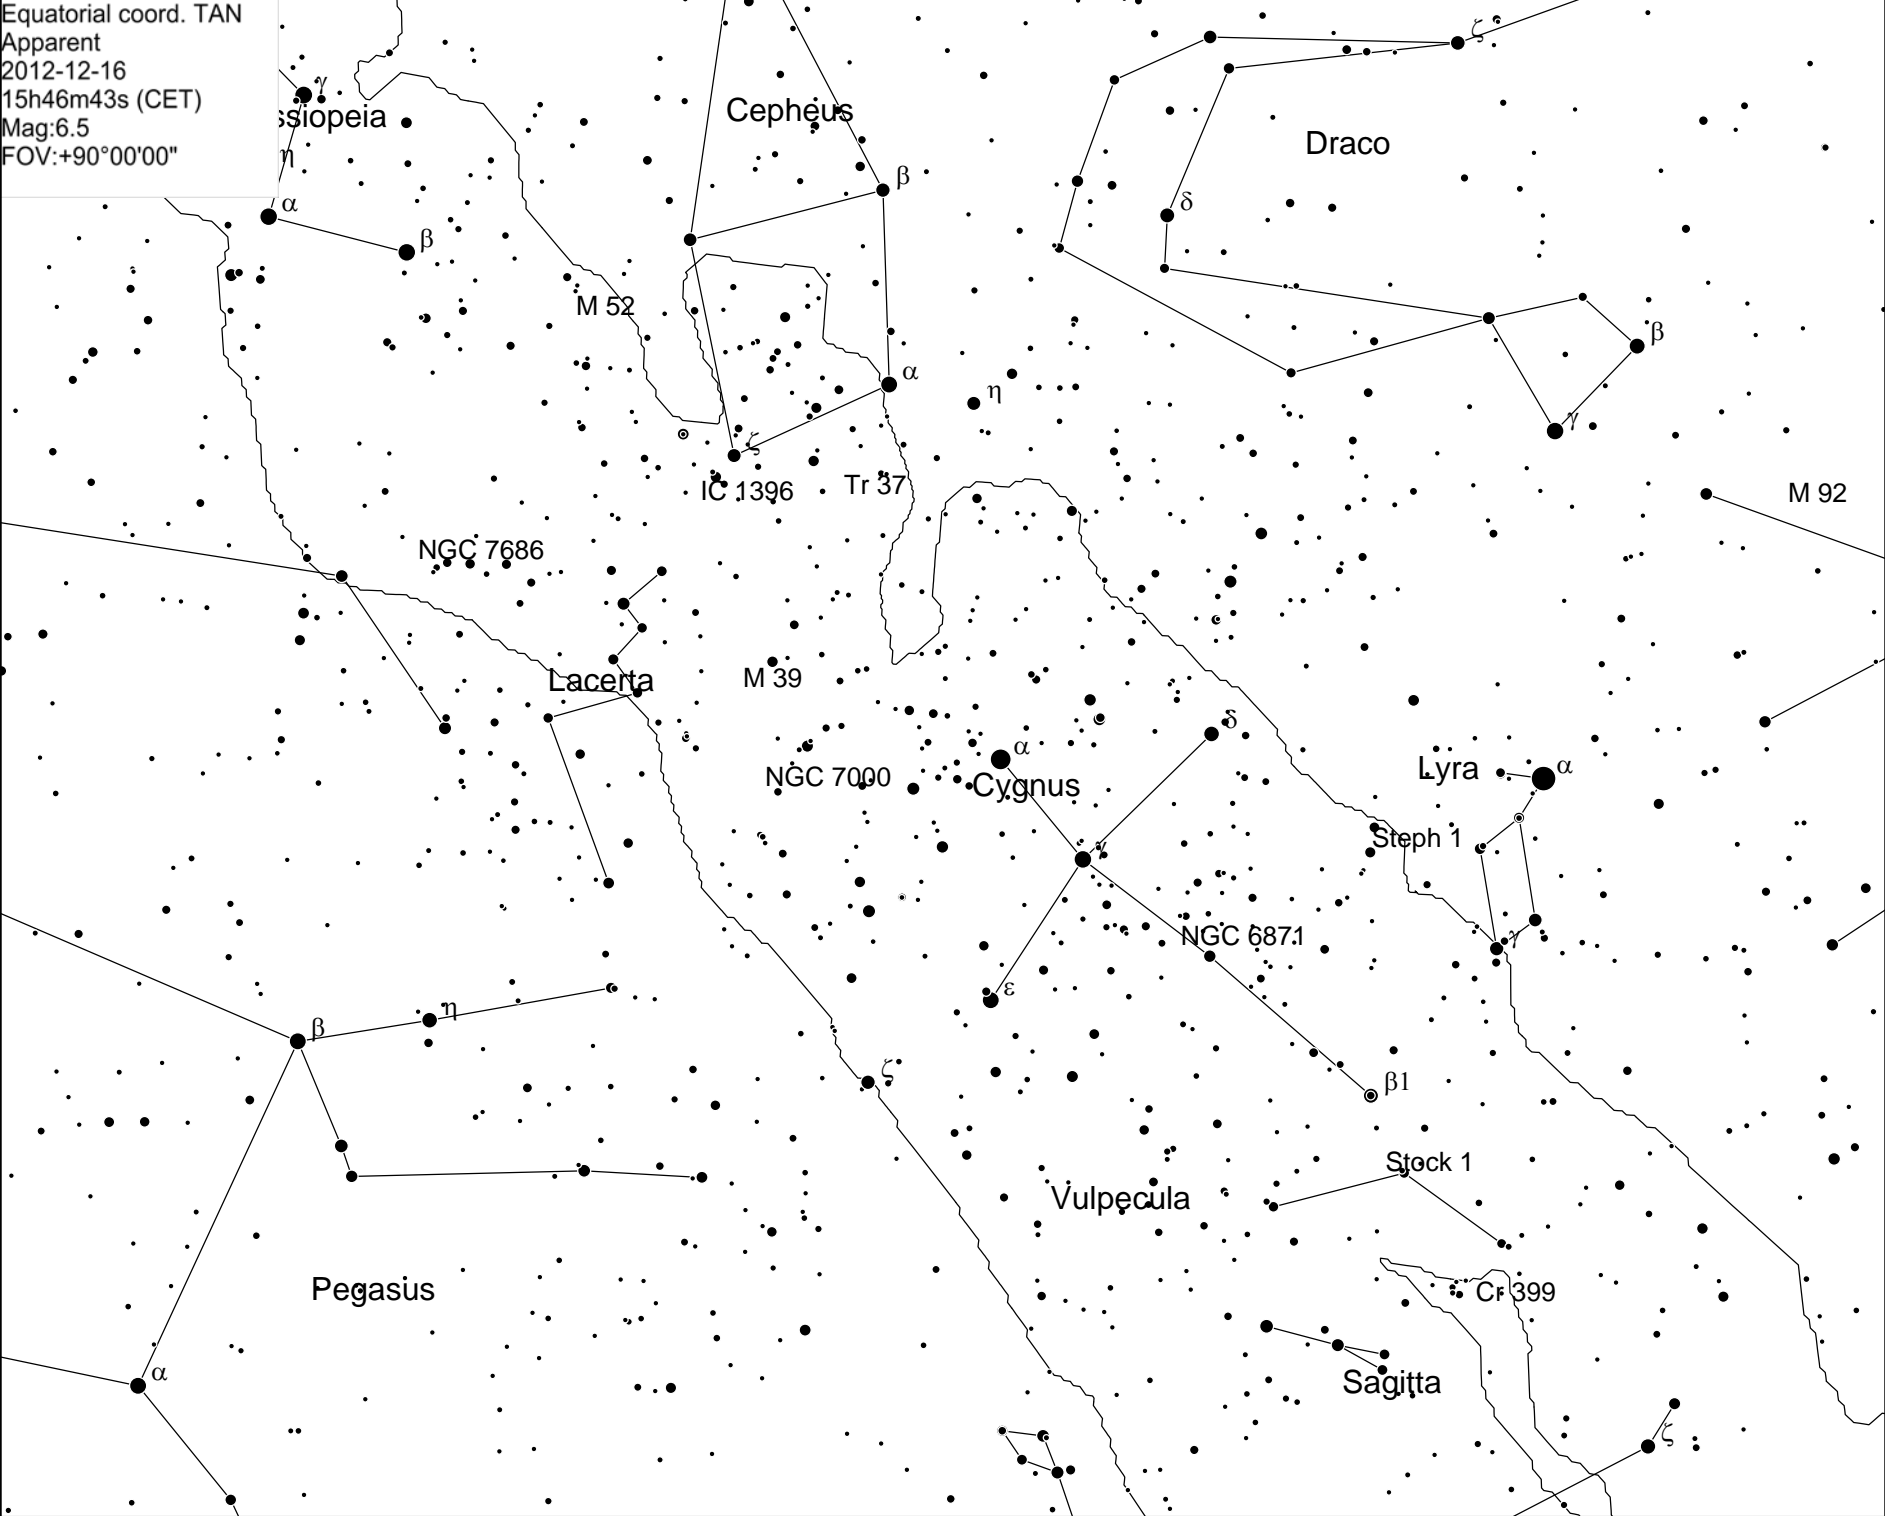 Equatorial coord. TAN
Apparent
2012-12-16
15h46m43s (CET)
Mag:6.5
FOV:+90°00'00"
ζ
γ
ssiopeia
Cepheus
Draco
η
β
α
δ
β
M 52
β
α
η
γ
ζ
IC 1396
Tr 37
M 92
NGC 7686
Lacerta
M 39
δ
α
NGC 7000
Cygnus
Lyra
α
Steph 1
γ
NGC 6871
γ
ε
η
β
ζ
β1
Stock 1
Vulpecula
Pegasus
Cr 399
α
Sagitta
ζ